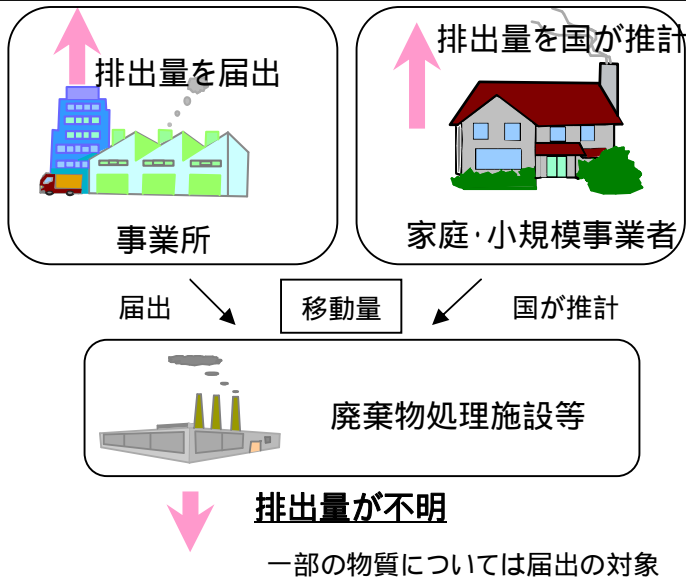 排出量を届出
排出量を国が推計
事業所
家庭・小規模事業者
届出
移動量
国が推計
廃棄物処理施設等
排出量が不明
一部の物質については届出の対象